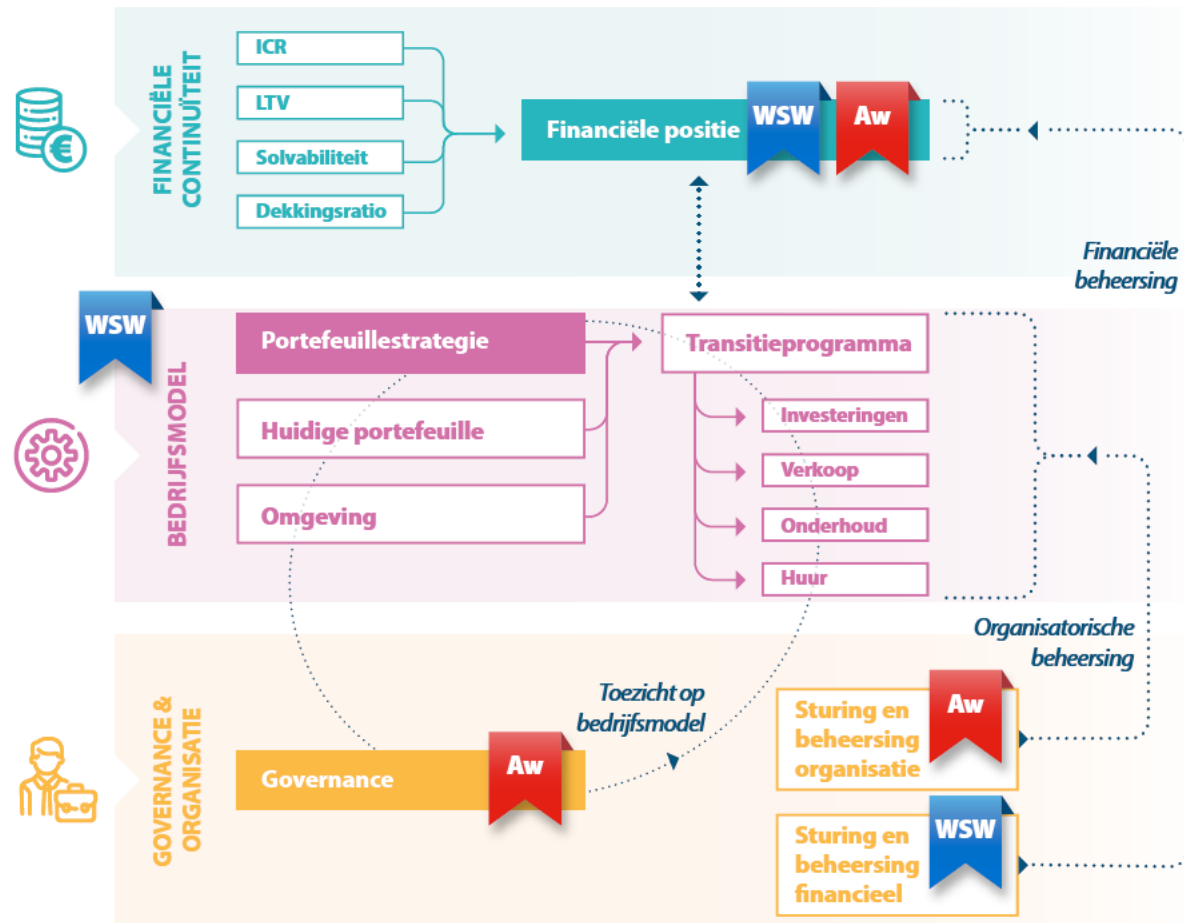 FINANCIËLE
CONTINUÏTEIT
ICR
LTV
Solvabiliteit
Dekkingsratio
Financiële positie
WSW
Aw
Financiële
beheersing
WSW
BEDRIJFSMODEL
Portefeuillestrategie
Huidige portefeuille
Omgeving
Transitieprogramma
Investeringen
Verkoop
Onderhoud
Huur
Organisatorische
beheersing
GOVERNANCE &
ORGANISATIE
Governance
Aw
Toezicht op
bedrijfsmodel
Sturing en
beheersing
organisatie
Aw
Sturing en
beheersing
financieel
WSW